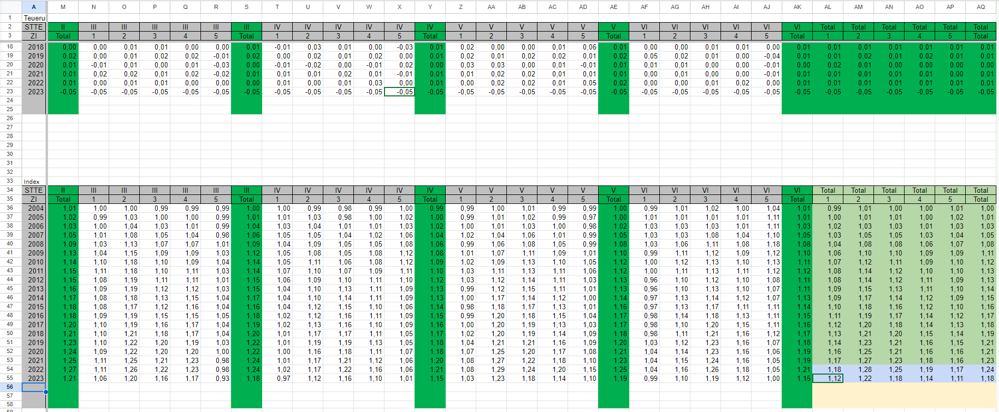 A M N O P Q R S T U V W X Y Z AA AB AC AD AE AF AG AH AI AJ AK AL AM AN AO AP AQ
1 Teueru
2 STTE II III III III III III III IV IV IV IV IV IV V V V V V V VI VI VI VI VI VI Total Total Total Total Total Total
3 ZI Total 1 2 3 4 5 Total 1 2 3 4 5 Total 1 2 3 4 5 Total 1 2 3 4 5 Total 1 2 3 4 5 Total
18 2018 0,00 0,00 0,01 0,01 0,00 0,00 0,01 -0,01 0,03 0,01 0,00 -0,03 0,01 0,02 0,00 0,00 0,01 0,06 0,01 0,00 0,00 0,01 0,01 0,00 0,01 0,01 0,01 0,01 0,00 0,01 0,01
19 2019 0,02 0,00 0,01 0,02 0,02 -0,01 0,02 0,00 0,02 0,01 0,02 0,00 0,01 0,02 0,01 0,02 0,02 0,01 0,02 0,05 0,02 0,01 0,00 -0,04 0,01 0,01 0,02 0,01 0,01 0,01 0,01
20 2020 0,01 -0,01 0,01 0,00 0,01 -0,03 0,00 -0,01 -0,02 0,00 -0,01 0,02 0,00 0,03 0,03 0,00 0,01 -0,01 0,01 0,01 0,01 0,00 0,00 -0,01 0,00 0,02 0,01 0,00 0,00 0,00 0,00
21 2021 0,01 0,02 0,02 0,01 0,02 -0,02 0,01 0,01 0,01 0,02 0,01 -0,01 0,01 0,01 0,02 0,02 0,01 0,02 0,01 0,00 0,01 0,00 0,00 0,00 0,01 0,01 0,01 0,01 0,01 0,00 0,01
22 2022 0,01 0,00 0,01 0,01 0,00 0,00 0,00 0,01 0,00 0,01 0,03 0,00 0,01 0,00 0,02 0,02 0,01 0,05 0,02 0,00 0,00 0,01 0,02 0,00 0,01 0,01 0,01 0,01 0,01 0,01 0,01
23 2023 -0,05 -0,05 -0,05 -0,05 -0,05 -0,05 -0,05 -0,05 -0,05 -0,05 -0,05 -0,05 -0,05 -0,05 -0,05 -0,05 -0,05 -0,05 -0,05 -0,05 -0,05 -0,05 -0,05 -0,05 -0,05 -0,05 -0,05 -0,05 -0,05 -0,05 -0,05
24
25
26
27
28
29
30
31
32
33 Index
34 STTE II III III III III III III IV IV IV IV IV IV V V V V V V VI VI VI VI VI VI Total Total Total Total Total Total
35 ZI Total 1 2 3 4 5 Total 1 2 3 4 5 Total 1 2 3 4 5 Total 1 2 3 4 5 Total 1 2 3 4 5 Total
36 2004 1,01 1,00 1,00 0,99 0,99 0,99 1,00 1,00 0,99 0,98 0,99 1,00 0,99 0,99 1,00 1,01 0,99 0,99 1,00 0,99 1,01 1,02 1,00 1,04 1,01 0,99 1,01 1,00 1,00 1,01 1,00
37 2005 1,02 0,99 1,03 1,00 1,00 0,99 1,01 1,01 1,03 0,98 1,00 1,02 1,00 0,99 1,01 1,02 0,99 0,97 1,00 1,01 1,01 1,01 1,01 1,11 1,01 1,00 1,01 1,01 1,00 1,02 1,01
38 2006 1,03 1,00 1,04 1,03 1,01 0,99 1,04 1,03 1,04 1,01 1,01 1,03 1,02 1,00 1,01 1,03 1,00 0,98 1,02 1,03 1,03 1,03 1,01 1,11 1,03 1,02 1,03 1,03 1,01 1,03 1,03
39 2007 1,05 1,01 1,08 1,05 1,04 0,98 1,06 1,05 1,05 1,04 1,02 1,06 1,04 1,02 1,04 1,06 1,01 0,99 1,05 1,03 1,03 1,08 1,04 1,10 1,05 1,03 1,05 1,05 1,03 1,04 1,05
40 2008 1,09 1,03 1,13 1,07 1,07 1,01 1,09 1,04 1,09 1,05 1,05 1,08 1,06 0,99 1,06 1,08 1,05 0,99 1,08 1,03 1,06 1,11 1,08 1,18 1,08 1,04 1,08 1,08 1,06 1,07 1,08
41 2009 1,13 1,04 1,15 1,09 1,09 1,03 1,12 1,05 1,08 1,05 1,08 1,12 1,08 1,01 1,07 1,11 1,09 1,01 1,10 0,99 1,11 1,12 1,09 1,12 1,10 1,06 1,10 1,10 1,09 1,09 1,11
42 2010 1,14 1,10 1,18 1,10 1,09 1,04 1,14 1,05 1,11 1,06 1,08 1,12 1,09 1,02 1,09 1,13 1,10 1,05 1,12 1,00 1,12 1,13 1,10 1,13 1,11 1,07 1,12 1,11 1,09 1,10 1,12
43 2011 1,15 1,11 1,18 1,10 1,11 1,03 1,14 1,07 1,10 1,07 1,09 1,11 1,10 1,03 1,11 1,13 1,11 1,06 1,12 1,00 1,11 1,13 1,11 1,12 1,12 1,08 1,14 1,12 1,10 1,10 1,13
44 2012 1,15 1,08 1,19 1,11 1,11 1,01 1,15 1,06 1,09 1,10 1,11 1,10 1,12 1,03 1,12 1,14 1,11 1,03 1,13 0,96 1,10 1,12 1,10 1,08 1,11 1,08 1,14 1,12 1,11 1,09 1,13
45 2013 1,16 1,09 1,19 1,12 1,12 1,03 1,15 1,04 1,10 1,13 1,11 1,09 1,13 0,99 1,12 1,15 1,11 1,01 1,13 0,96 1,10 1,13 1,10 1,07 1,11 1,09 1,15 1,13 1,11 1,10 1,14
46 2014 1,17 1,08 1,18 1,13 1,15 1,04 1,17 1,04 1,10 1,14 1,11 1,09 1,13 1,00 1,17 1,14 1,12 1,00 1,14 0,97 1,13 1,14 1,12 1,07 1,13 1,09 1,17 1,14 1,12 1,09 1,15
47 2015 1,18 1,08 1,17 1,12 1,16 1,04 1,16 1,04 1,12 1,15 1,10 1,06 1,14 0,98 1,18 1,17 1,13 1,01 1,16 0,97 1,13 1,17 1,11 1,11 1,14 1,10 1,18 1,16 1,12 1,10 1,16
48 2016 1,18 1,09 1,19 1,15 1,15 1,05 1,18 1,02 1,12 1,16 1,11 1,09 1,15 0,99 1,20 1,18 1,15 1,04 1,17 0,98 1,14 1,18 1,13 1,11 1,15 1,11 1,19 1,17 1,14 1,12 1,17
49 2017 1,20 1,10 1,19 1,16 1,17 1,04 1,19 1,02 1,13 1,16 1,10 1,09 1,16 1,00 1,20 1,19 1,13 1,03 1,17 0,98 1,10 1,20 1,15 1,11 1,16 1,12 1,20 1,18 1,14 1,13 1,18
50 2018 1,21 1,10 1,21 1,18 1,17 1,04 1,20 1,01 1,17 1,17 1,11 1,05 1,17 1,02 1,20 1,19 1,14 1,09 1,18 0,98 1,11 1,21 1,16 1,12 1,17 1,13 1,21 1,20 1,15 1,14 1,19
51 2019 1,23 1,10 1,22 1,20 1,19 1,03 1,22 1,01 1,19 1,19 1,13 1,05 1,18 1,04 1,21 1,21 1,16 1,09 1,20 1,03 1,12 1,23 1,16 1,07 1,18 1,14 1,23 1,21 1,16 1,15 1,21
52 2020 1,24 1,09 1,22 1,20 1,20 1,00 1,22 1,00 1,16 1,18 1,11 1,07 1,18 1,07 1,25 1,20 1,17 1,08 1,21 1,04 1,14 1,23 1,16 1,06 1,19 1,16 1,25 1,21 1,16 1,16 1,21
53 2021 1,25 1,11 1,25 1,21 1,23 0,98 1,24 1,01 1,17 1,21 1,12 1,06 1,20 1,08 1,27 1,22 1,18 1,10 1,23 1,04 1,15 1,24 1,16 1,05 1,19 1,17 1,27 1,23 1,18 1,16 1,23
54 2022 1,27 1,11 1,26 1,22 1,23 0,98 1,24 1,02 1,17 1,22 1,16 1,06 1,21 1,08 1,29 1,24 1,20 1,15 1,25 1,04 1,16 1,26 1,18 1,05 1,21 1,18 1,28 1,25 1,19 1,17 1,24
55 2023 1,21 1,06 1,20 1,16 1,17 0,93 1,18 0,97 1,12 1,16 1,10 1,01 1,15 1,03 1,23 1,18 1,14 1,10 1,19 0,99 1,10 1,19 1,12 1,00 1,15 1,12 1,22 1,18 1,14 1,11 1,18
56
57
58